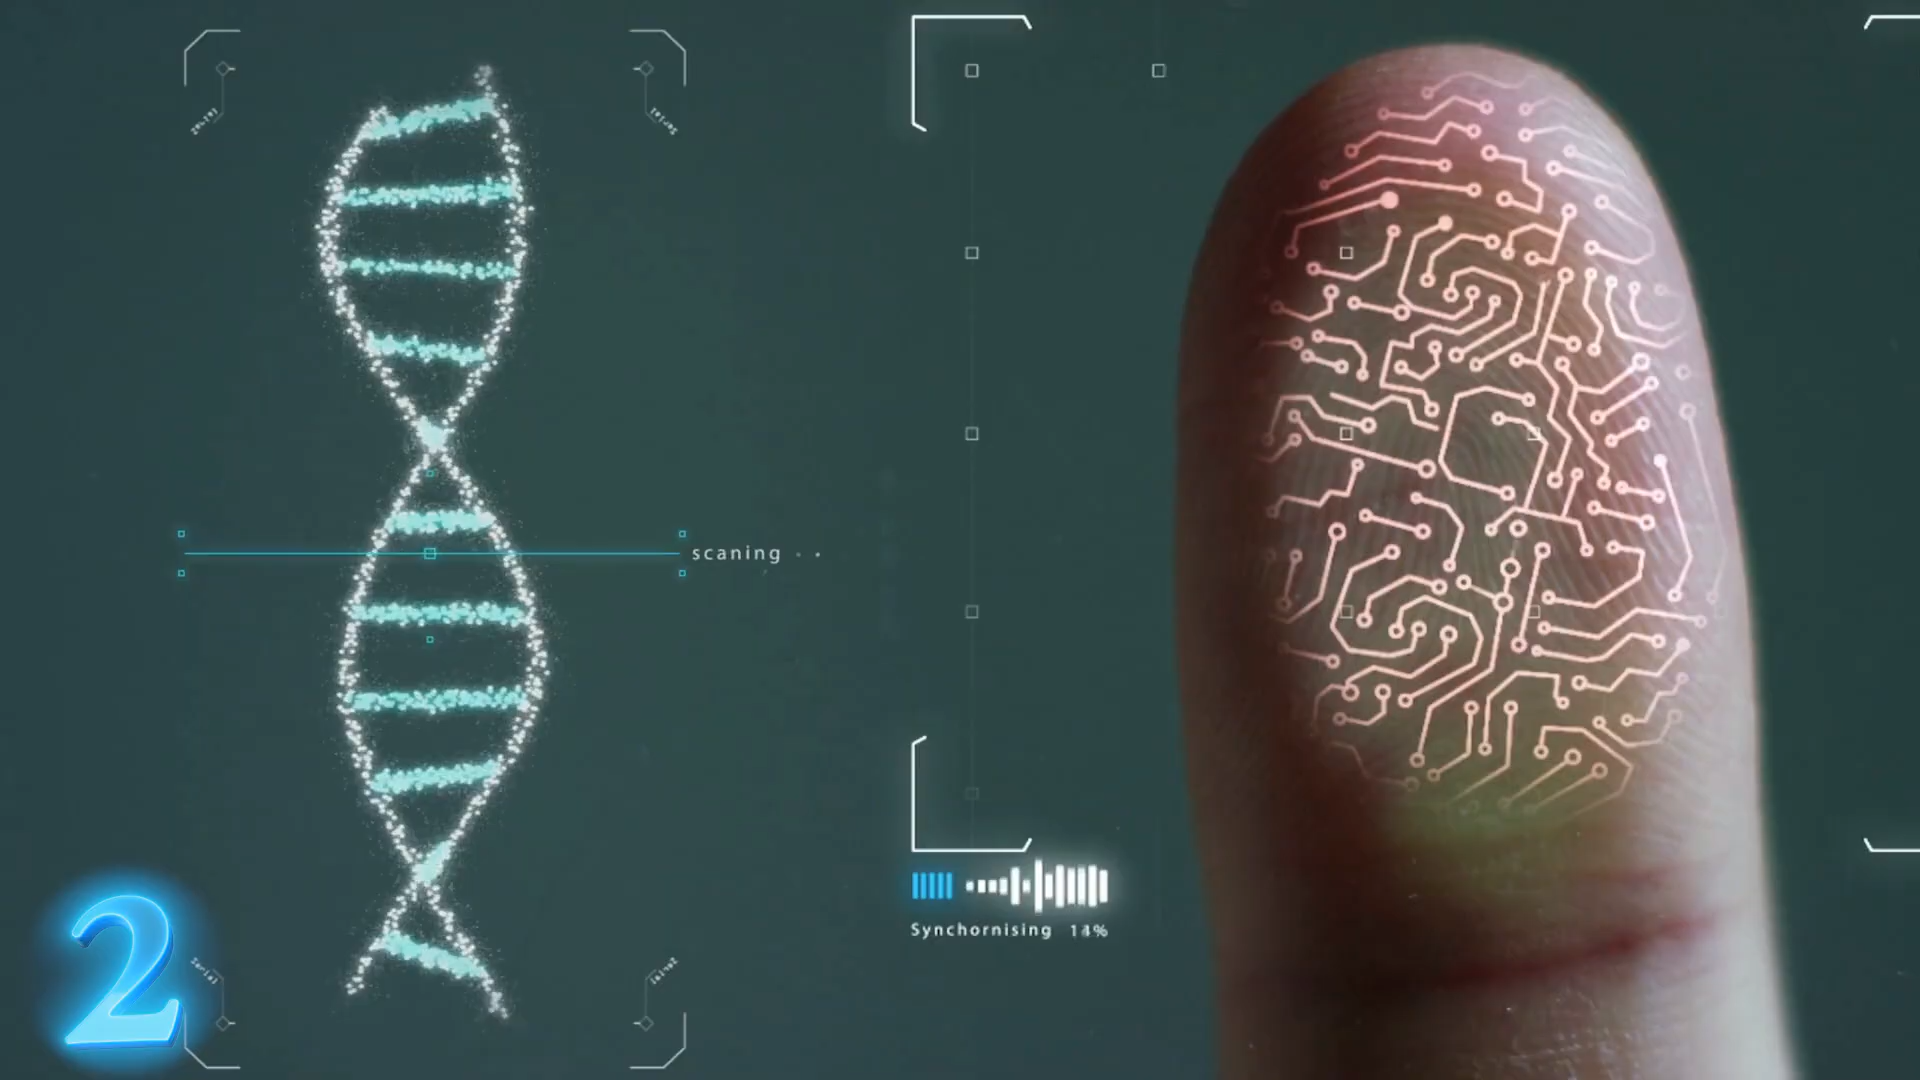 scaning . .
Synchornising 14%
2